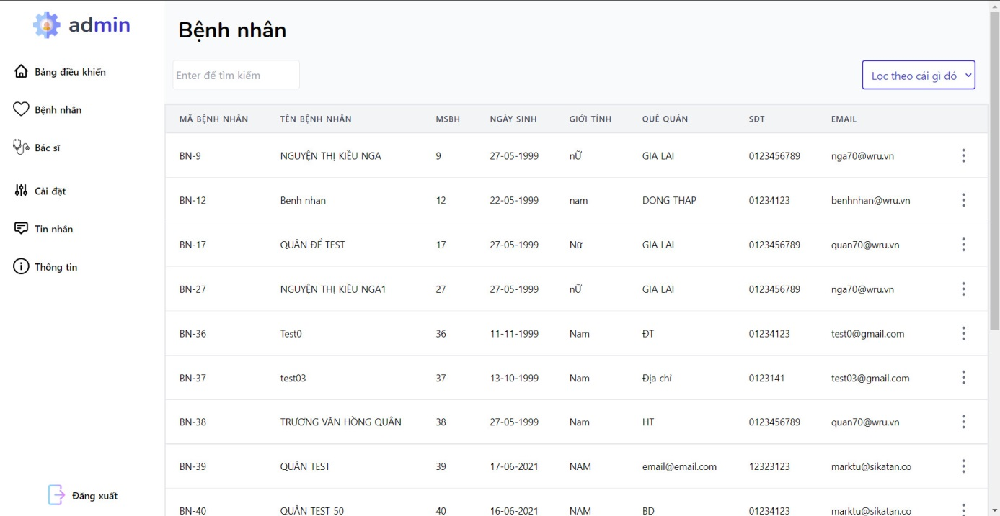 admin
Bệnh nhân
Bảng điều khiển
Enter để tìm kiếm
Lọc theo cái gì đó
Bệnh nhân
Bác sĩ
Cài đặt
Tin nhắn
Thông tin
Đăng xuất
MÃ BỆNH NHÂN TÊN BỆNH NHÂN MSBH NGÀY SINH GIỚI TÍNH QUÊ QUÁN SĐT EMAIL
BN-9 NGUYỆN THỊ KIỀU NGA 9 27-05-1999 nỮ GIA LAI 0123456789 nga70@wru.vn
BN-12 Benh nhan 12 22-05-1999 nam DONG THAP 01234123 benhnhan@wru.vn
BN-17 QUÂN ĐỂ TEST 17 27-05-1999 Nữ GIA LAI 0123456789 quan70@wru.vn
BN-27 NGUYỆN THỊ KIỀU NGA1 27 27-05-1999 nỮ GIA LAI 0123456789 nga70@wru.vn
BN-36 Test0 36 11-11-1999 Nam ĐT 01234123 test0@gmail.com
BN-37 test03 37 13-10-1999 Nam Địa chỉ 0123141 test03@gmail.com
BN-38 TRƯƠNG VĂN HỒNG QUÂN 38 27-05-1999 Nam HT 0123456789 quan70@wru.vn
BN-39 QUÂN TEST 39 17-06-2021 NAM email@email.com 12323123 marktu@sikatan.co
BN-40 QUÂN TEST 50 40 16-06-2021 NAM BD 01234123 marktu@sikatan.co